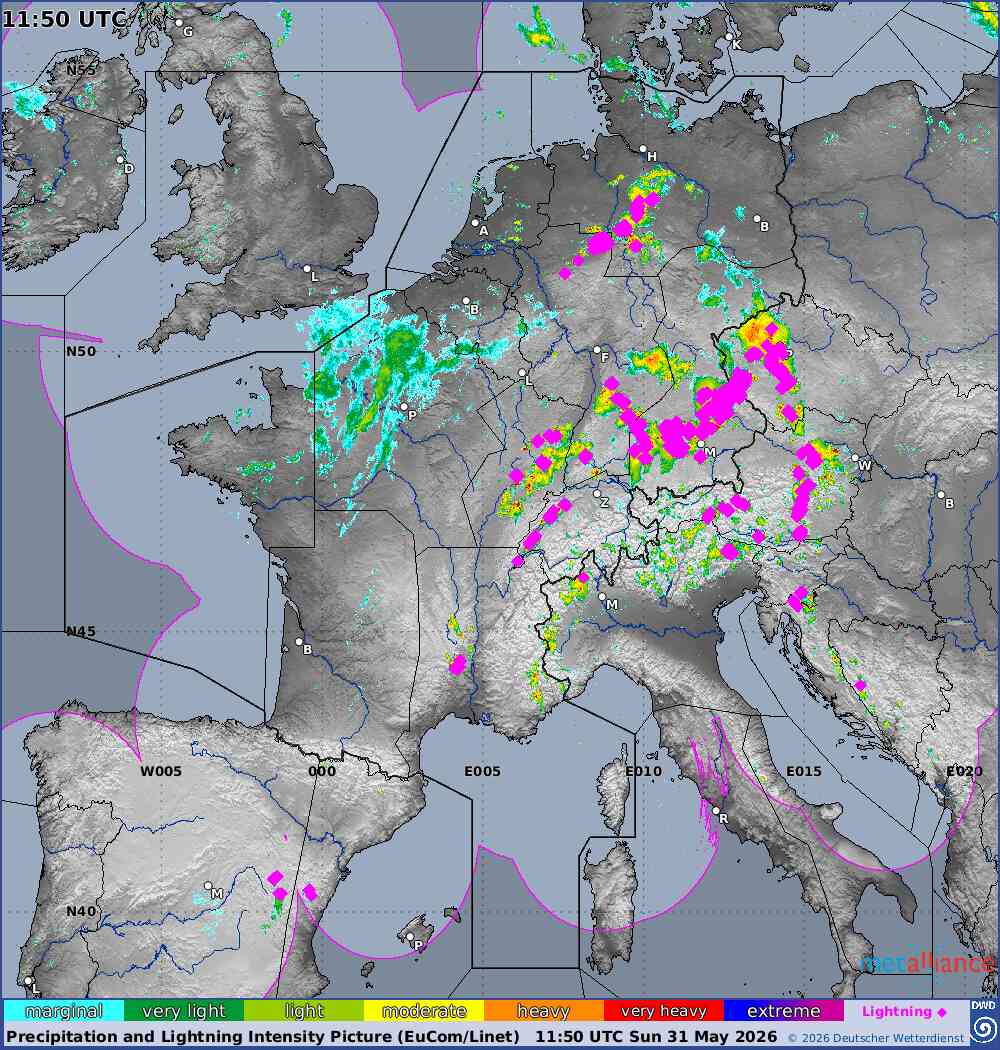 11:50 UTC
G
K
N55
H
D
A
B
L
B
N50
P
F
L
P
M
W
Z
B
M
N45
B
W005
000
E005
E010
E015
E020
R
M
N40
P
L
metalliance
marginal very light light moderate heavy very heavy extreme Lightning ◆
DWD
Precipitation and Lightning Intensity Picture (EuCom/Linet) 11:50 UTC Sun 31 May 2026 © 2026 Deutscher Wetterdienst